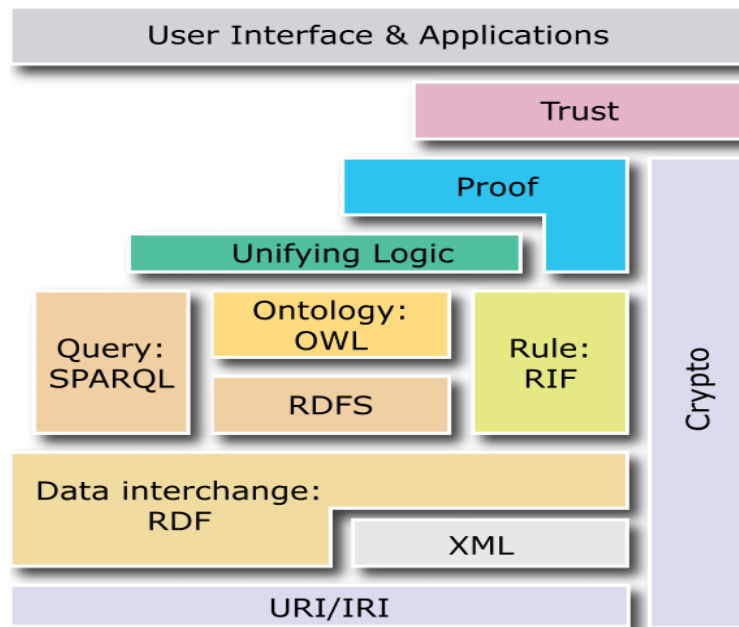 User Interface & Applications
Trust
Proof
Unifying Logic
Query:
SPARQL
Ontology:
OWL
RDFS
Rule:
RIF
Crypto
Data interchange:
RDF
XML
URI/IRI